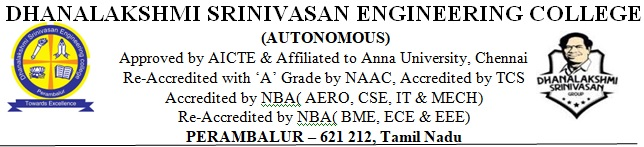 DHANALAKSHMI SRINIVASAN ENGINEERING COLLEGE
(AUTONOMOUS)
Approved by AICTE & Affiliated to Anna University, Chennai
Re-Accredited with ‘A’ Grade by NAAC, Accredited by TCS
Accredited by NBA( AERO, CSE, IT & MECH)
Re-Accredited by NBA( BME, ECE & EEE)
PERAMBALUR – 621 212, Tamil Nadu
Dhanalakshmi Srinivasan Engineering College
Perambalur
Towards Excellence
DHANALAKSHMI
SRINIVASAN
GROUP